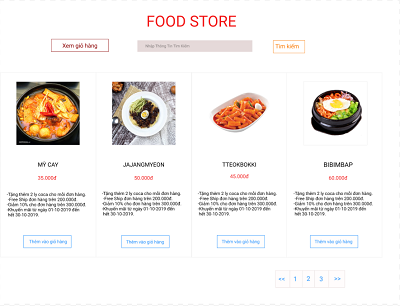 FOOD STORE
Xem giỏ hàng
Nhập Thông Tin Tìm Kiếm
Tìm kiếm
MỲ CAY
35.000đ
-Tặng thêm 2 ly coca cho mỗi đơn hàng.
-Free Ship đơn hàng trên 200.000đ.
-Giảm 10% cho đơn hàng trên 300.000đ.
-Khuyến mãi từ ngày 01-10-2019 đến
hết 30-10-2019.
Thêm vào giỏ hàng
JAJANGMYEON
50.000đ
-Tặng thêm 2 ly coca cho mỗi đơn hàng.
-Free Ship đơn hàng trên 200.000đ.
-Giảm 10% cho đơn hàng trên 300.000đ.
-Khuyến mãi từ ngày 01-10-2019 đến
hết 30-10-2019.
Thêm vào giỏ hàng
TTEOKBOKKI
45.000đ
-Tặng thêm 2 ly coca cho mỗi đơn hàng.
-Free Ship đơn hàng trên 200.000đ.
-Giảm 10% cho đơn hàng trên 300.000đ.
-Khuyến mãi từ ngày 01-10-2019 đến
hết 30-10-2019.
Thêm vào giỏ hàng
BIBIMBAP
60.000đ
-Tặng thêm 2 ly coca cho mỗi đơn hàng.
-Free Ship đơn hàng trên 200.000đ.
-Giảm 10% cho đơn hàng trên 300.000đ.
-Khuyến mãi từ ngày 01-10-2019 đến
hết 30-10-2019.
Thêm vào giỏ hàng
<< 1 2 3 >>